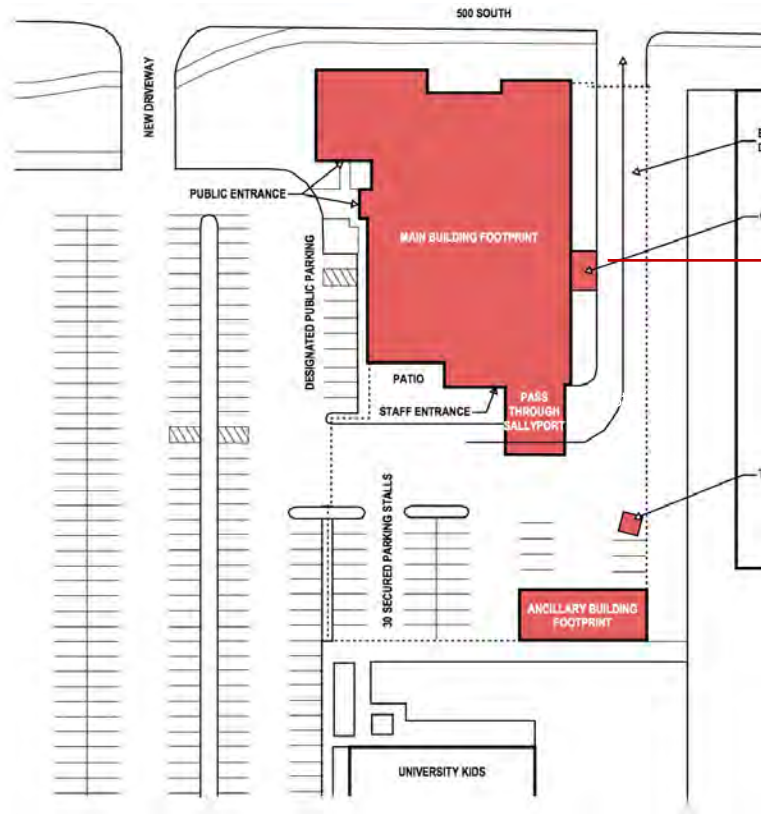 500 SOUTH
NEW DRIVEWAY
PUBLIC ENTRANCE
MAIN BUILDING FOOTPRINT
DESIGNATED PUBLIC PARKING
PATIO
STAFF ENTRANCE
PASS
THROUGH
SALLYPORT
30 SECURED PARKING STALLS
ANCILLARY BUILDING
FOOTPRINT
UNIVERSITY KIDS